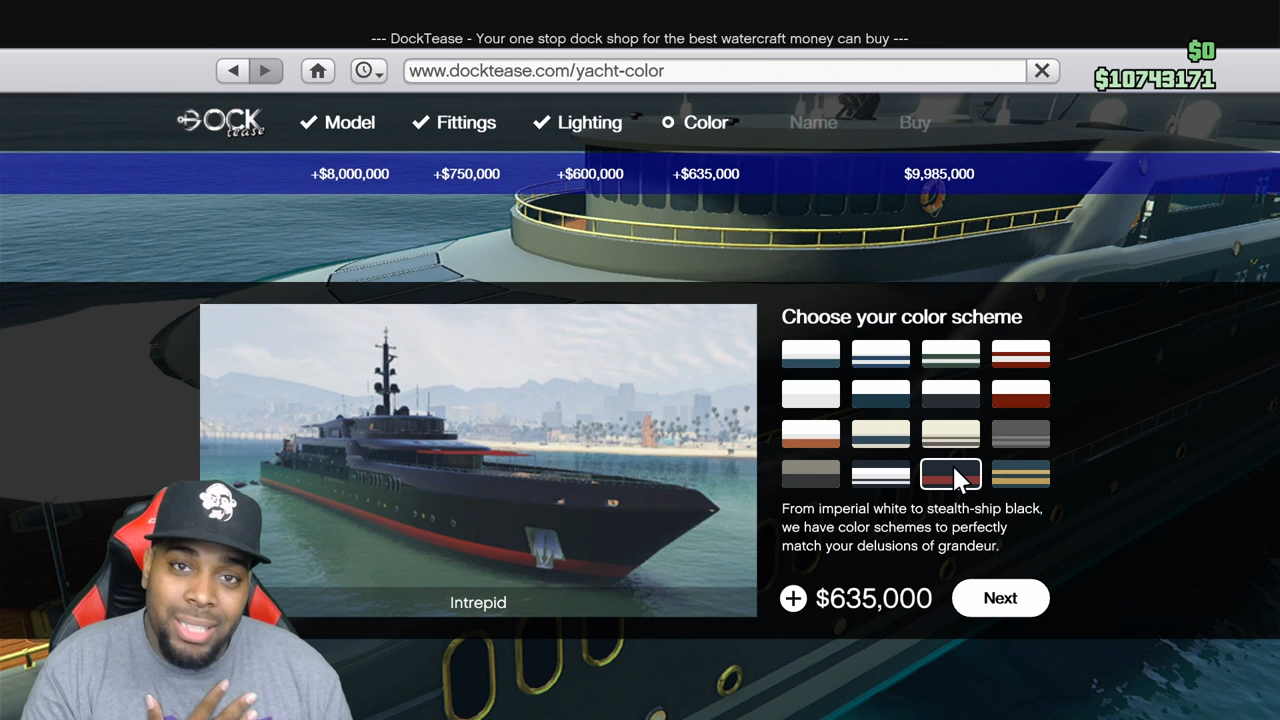 --- DockTease - Your one stop dock shop for the best watercraft money can buy ---
$0
www.docktease.com/yacht-color
$10743171
DOCK tease
Model
Fittings
Lighting
Color
Name
Buy
+$8,000,000
+$750,000
+$600,000
+$635,000
$9,985,000
Choose your color scheme
From imperial white to stealth-ship black,
we have color schemes to perfectly
match your delusions of grandeur.
Intrepid
$635,000
Next